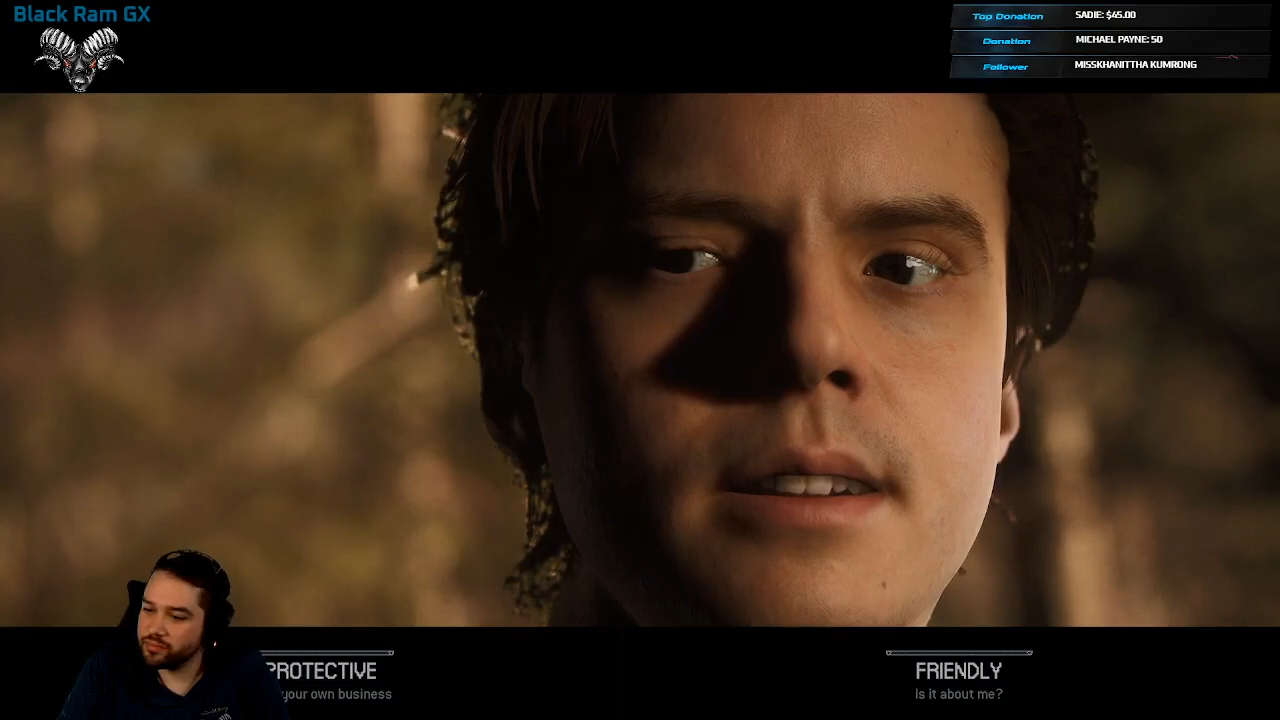 Black Ram GX
Top Donation SADIE: $45.00
Donation MICHAEL PAYNE: 50
Follower MISSKHANITTHA KUMRONG
PROTECTIVE
your own business
FRIENDLY
Is it about me?